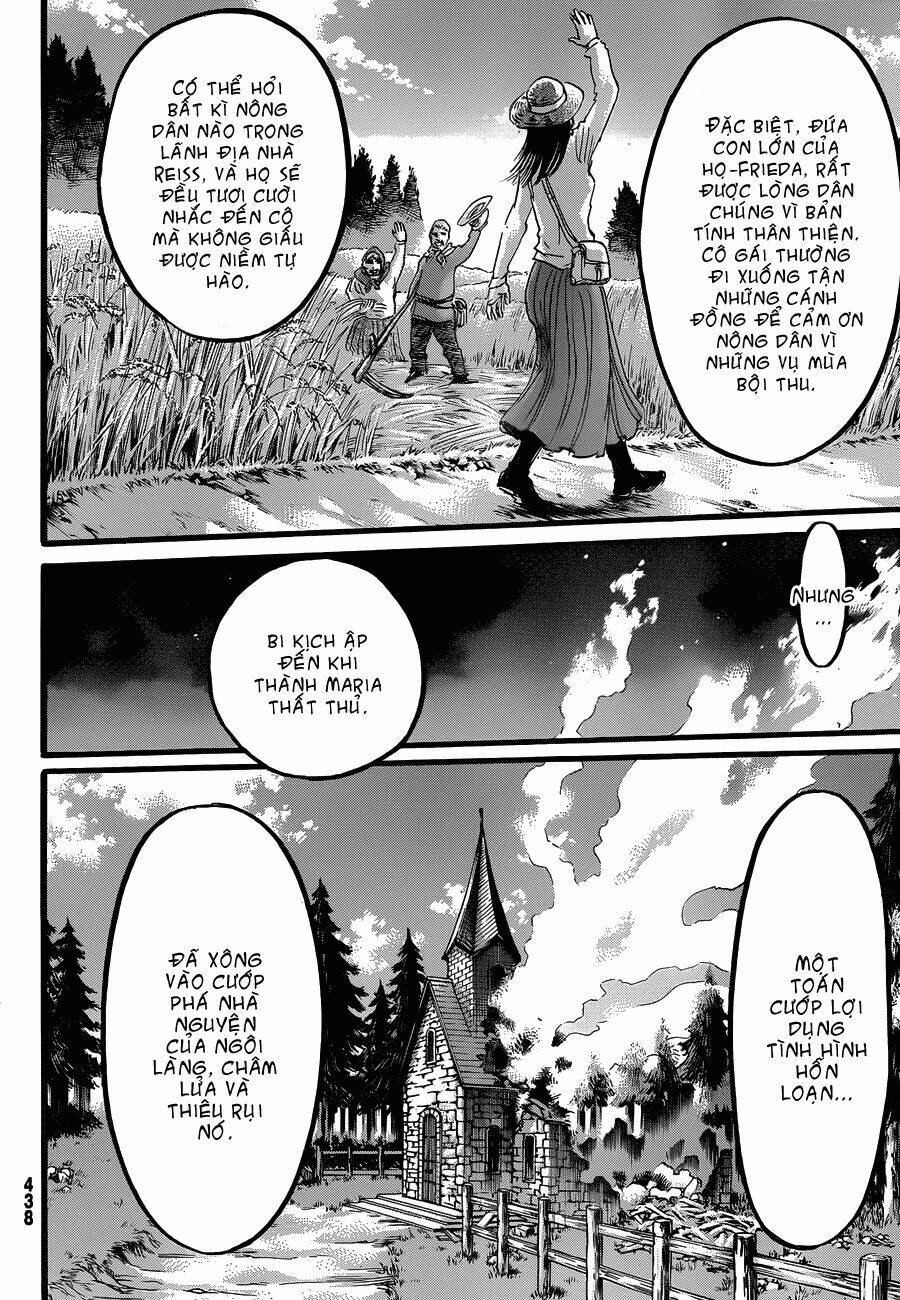 ĐẶC BIỆT, ĐỨA
CON LỚN CỦA
HỌ-FRIEDA, RẤT
ĐƯỢC LÒNG DÂN
CHÚNG VÌ BẢN
TÍNH THÂN THIỆN.
CÔ GÁI THƯỜNG
ĐI XUỐNG TẬN
NHỮNG CÁNH
ĐỒNG ĐỂ CẢM ƠN
NÔNG DÂN VÌ
NHỮNG VỤ MÙA
BỘI THU.
CÓ THỂ HỎI
BẤT KÌ NÔNG
DÂN NÀO TRONG
LÃNH ĐỊA NHÀ
REISS, VÀ HỌ SẼ
ĐỀU TƯƠI CƯỜI
NHẮC ĐẾN CÔ
MÀ KHÔNG GIẤU
ĐƯỢC NIỀM TỰ
HÀO.
NHƯNG
...
BI KỊCH ẬP
ĐẾN KHI
THÀNH MARIA
THẤT THỦ.
MỘT
TOÁN
CƯỚP LỢI
DỤNG
TÌNH HÌNH
HỖN
LOẠN...
ĐÃ XÔNG
VÀO CƯỚP
PHÁ NHÀ
NGUYỆN
CỦA NGÔI
LÀNG, CHÂM
LỬA VÀ
THIÊU RỤI
NÓ.
438